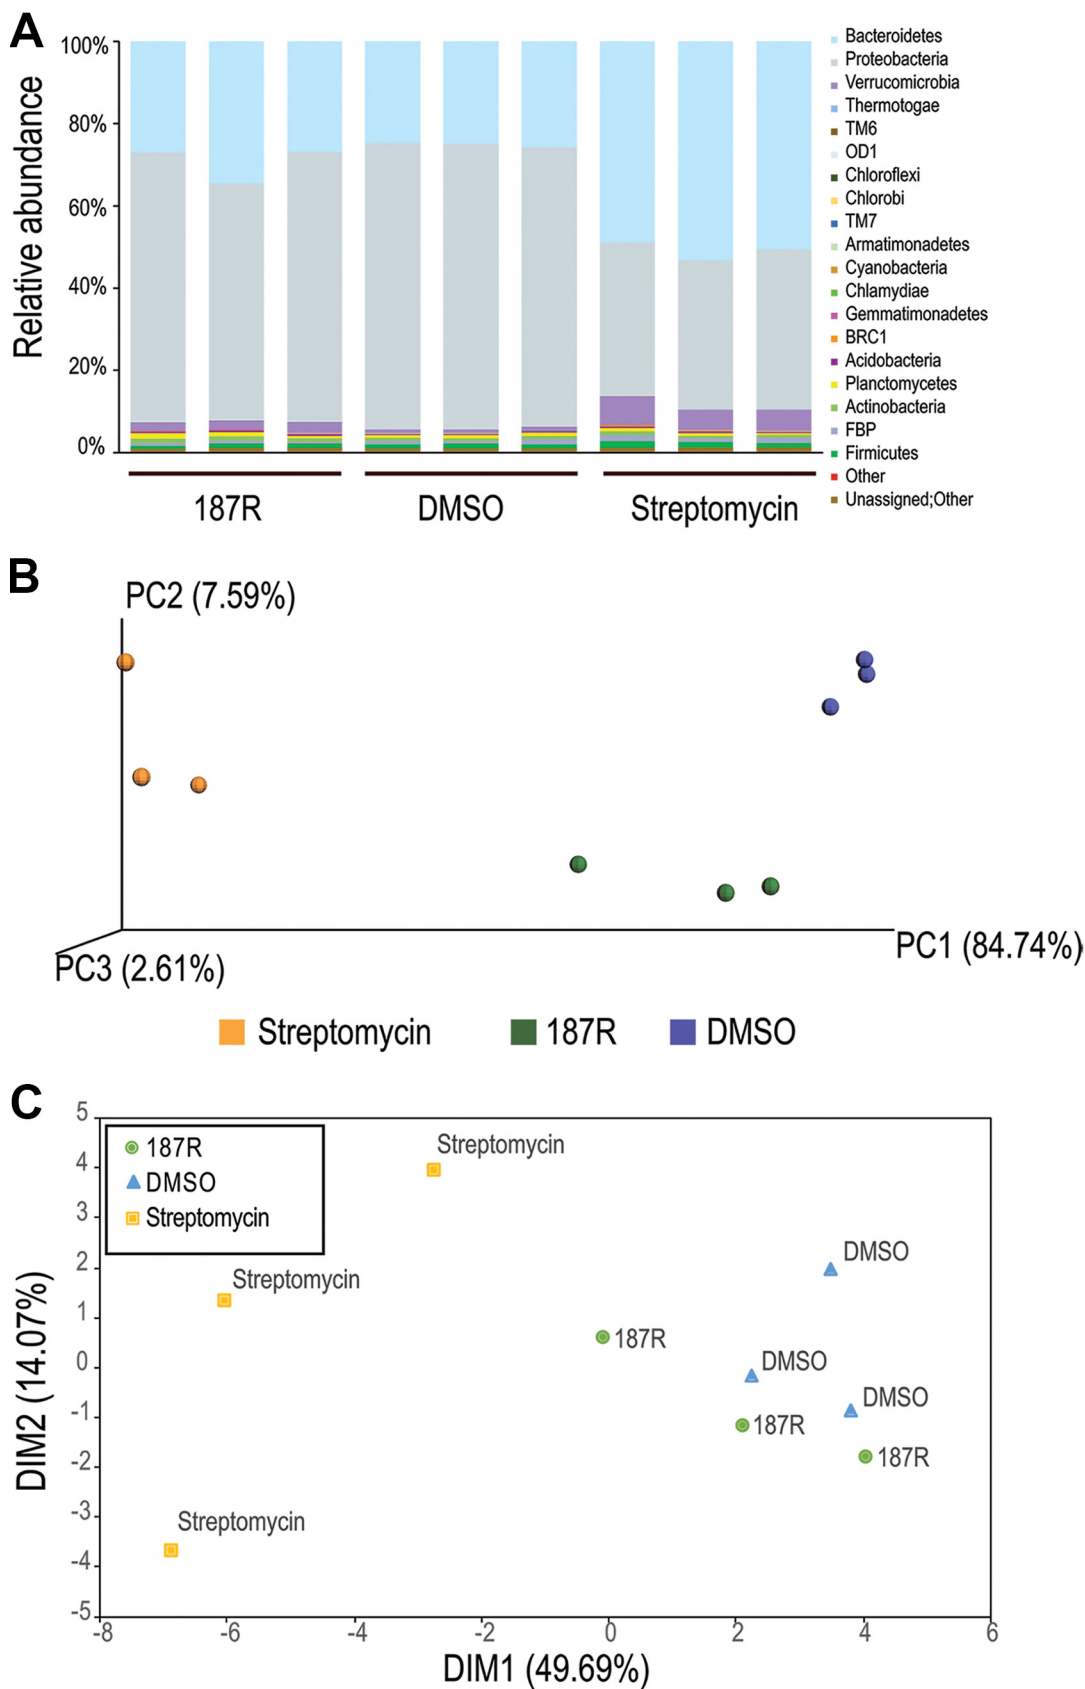 A
Relative abundance
100%
80%
60%
40%
20%
0%
187R
DMSO
Streptomycin
Bacteroidetes
Proteobacteria
Verrucomicrobia
Thermotogae
TM6
OD1
Chloroflexi
Chlorobi
TM7
Armatimonadetes
Cyanobacteria
Chlamydiae
Gemmatimonadetes
BRC1
Acidobacteria
Planctomycetes
Actinobacteria
FBP
Firmicutes
Other
Unassigned;Other
B
PC2 (7.59%)
PC1 (84.74%)
PC3 (2.61%)
Streptomycin
187R
DMSO
C
DIM2 (14.07%)
5
4
3
2
1
0
-1
-2
-3
-4
-5
187R
DMSO
Streptomycin
Streptomycin
DMSO
Streptomycin
187R
DMSO
DMSO
187R
187R
Streptomycin
-8
-6
-4
-2
0
2
4
6
DIM1 (49.69%)